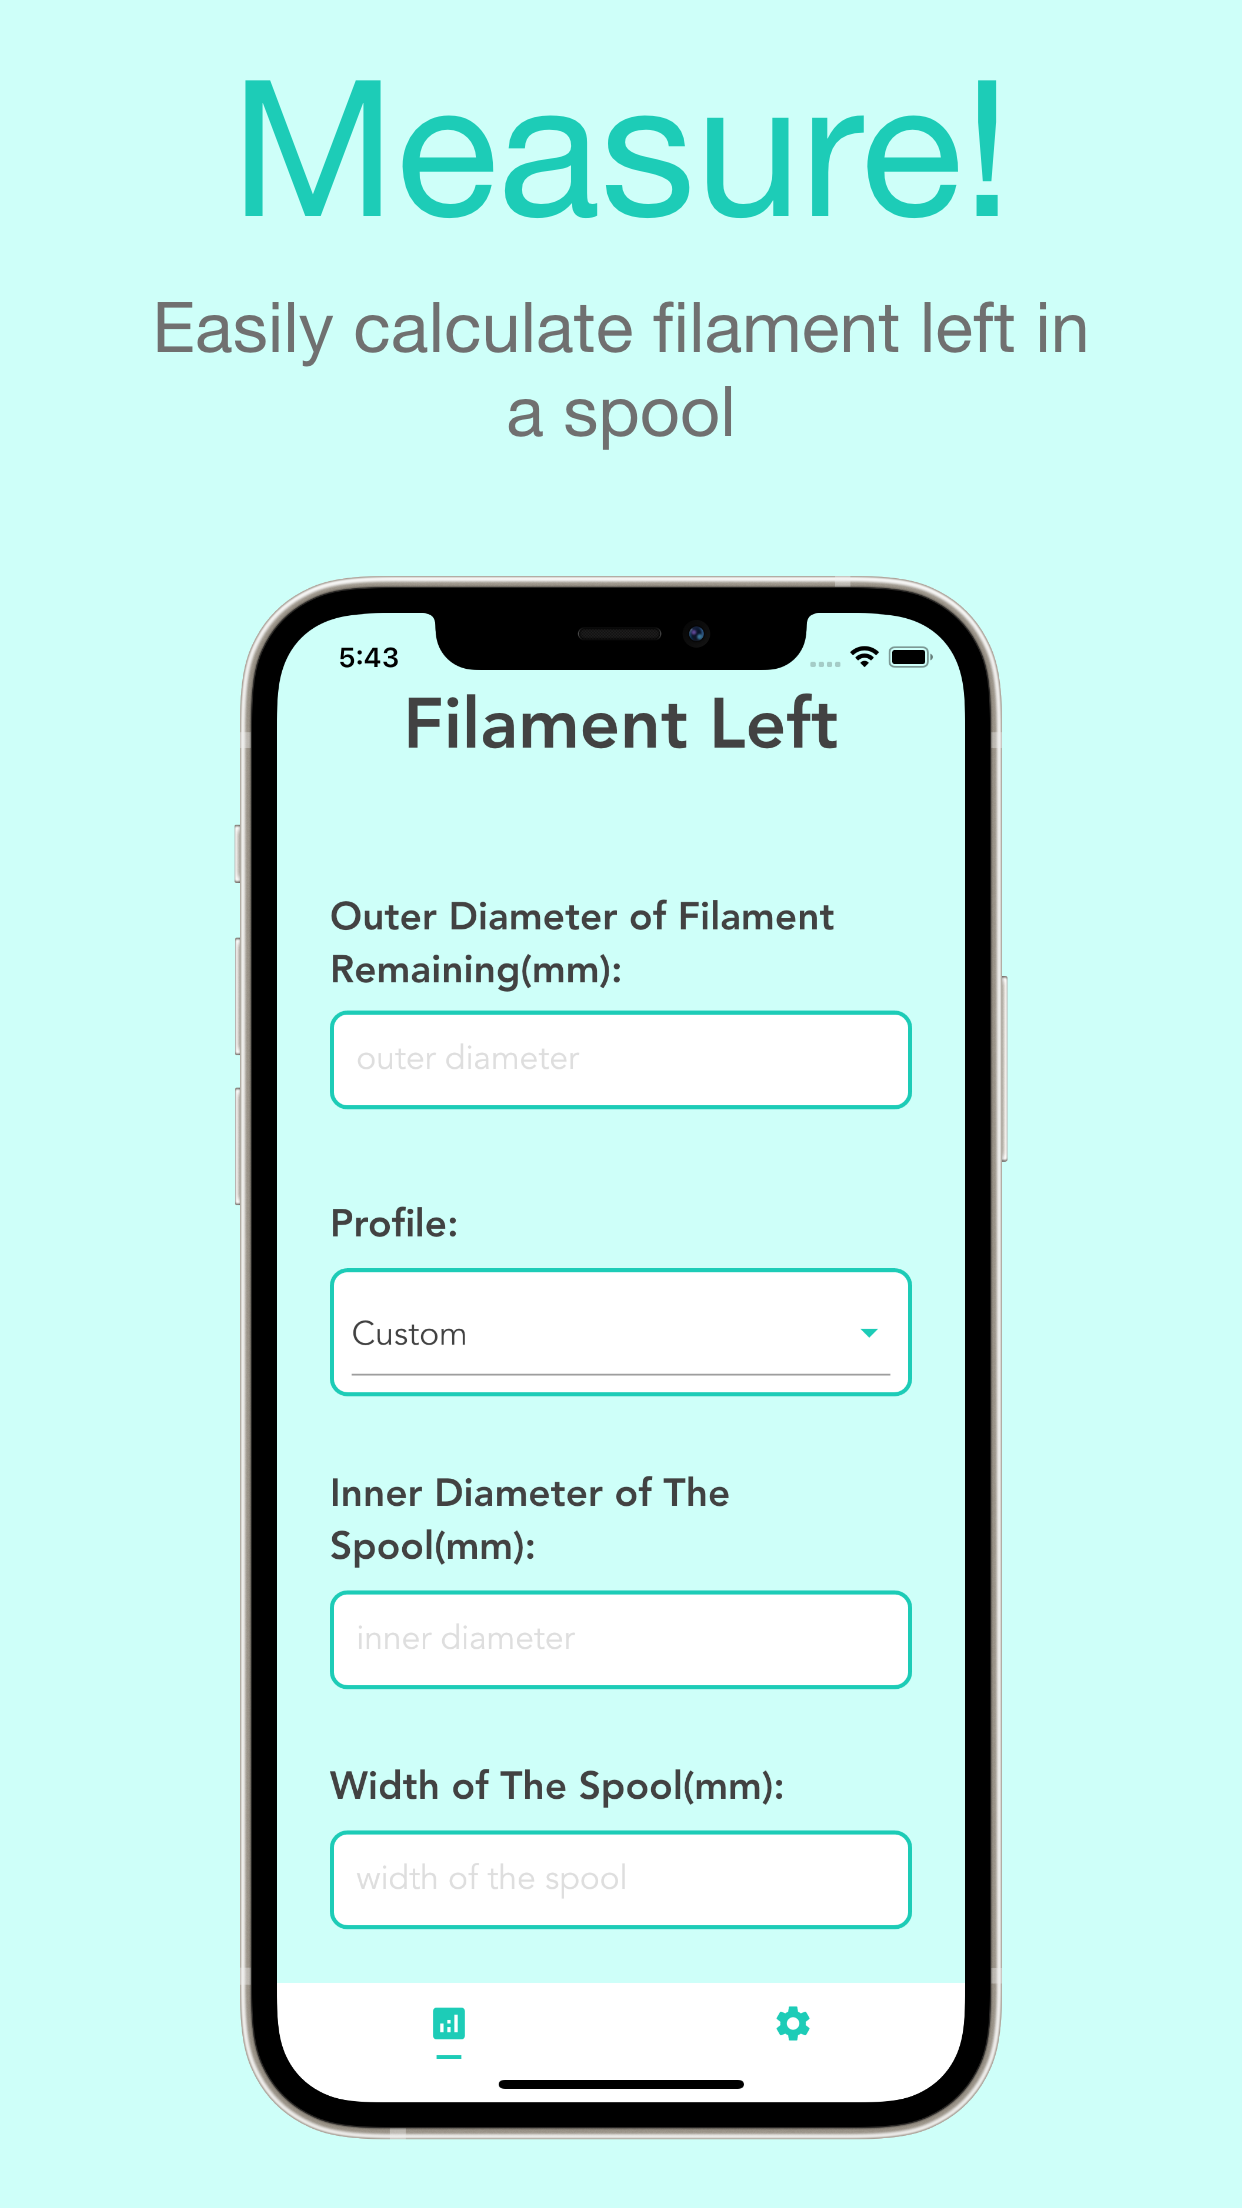 Measure!
Easily calculate filament left in
a spool
5:43
Filament Left
Outer Diameter of Filament
Remaining(mm):
outer diameter
Profile:
Custom
Inner Diameter of The
Spool(mm):
inner diameter
Width of The Spool(mm):
width of the spool